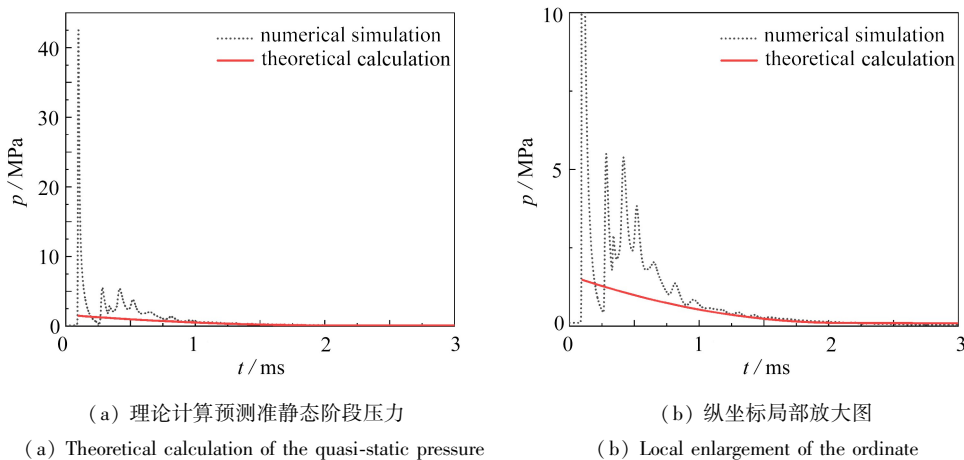 numerical simulation
theoretical calculation
40
30
20
10
0
p / MPa
0
1
2
3
t / ms
(a) 理论计算预测准静态阶段压力
(a) Theoretical calculation of the quasi-static pressure
numerical simulation
theoretical calculation
10
5
0
p / MPa
0
1
2
3
t / ms
(b) 纵坐标局部放大图
(b) Local enlargement of the ordinate